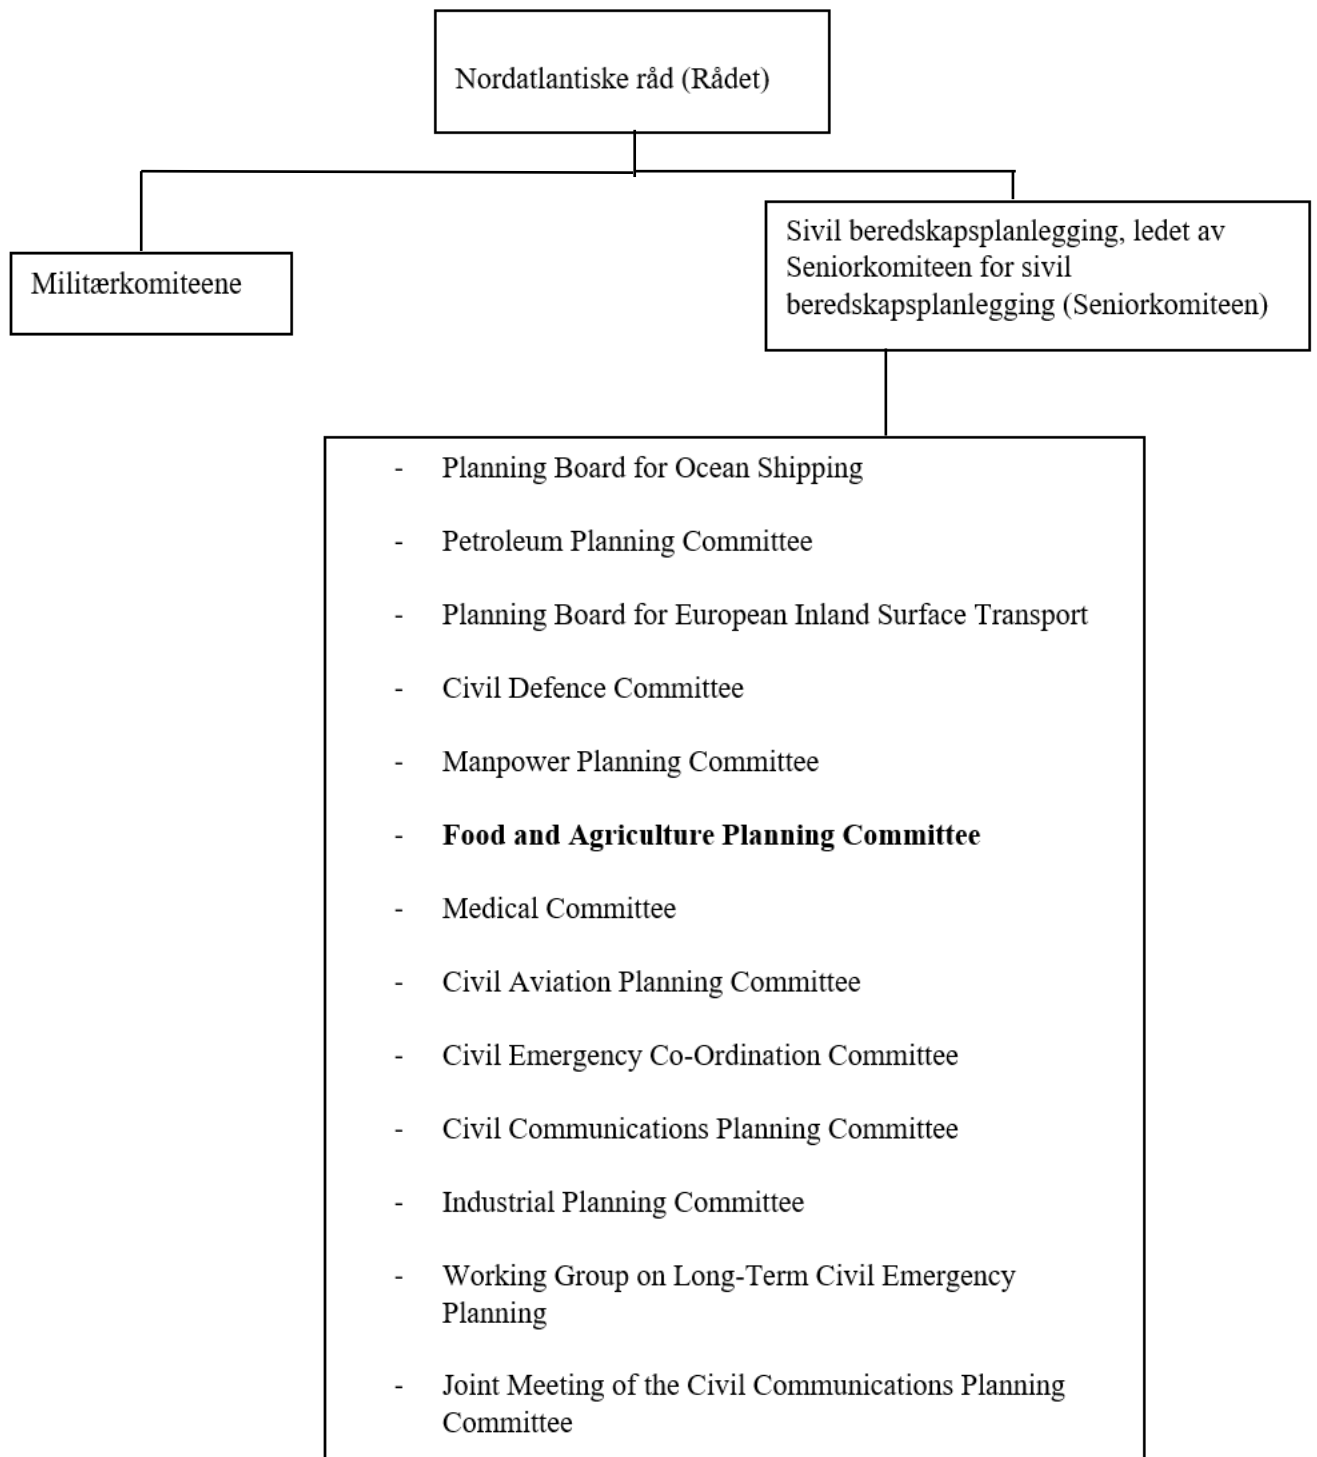 Nordatlantiske råd (Rådet)
Militærkomiteene
Sivil beredskapsplanlegging, ledet av
Seniorkomiteen for sivil
beredskapsplanlegging (Seniorkomiteen)
- Planning Board for Ocean Shipping
- Petroleum Planning Committee
- Planning Board for European Inland Surface Transport
- Civil Defence Committee
- Manpower Planning Committee
- Food and Agriculture Planning Committee
- Medical Committee
- Civil Aviation Planning Committee
- Civil Emergency Co-Ordination Committee
- Civil Communications Planning Committee
- Industrial Planning Committee
- Working Group on Long-Term Civil Emergency
Planning
- Joint Meeting of the Civil Communications Planning
Committee